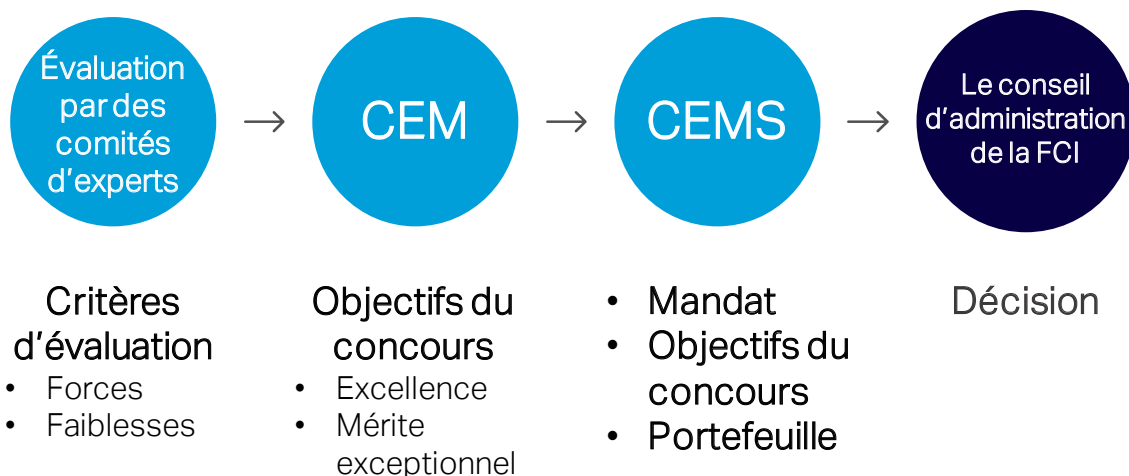 Évaluation
par des
comités
d'experts
→
CEM
→
CEMS
→
Le conseil
d'administration
de la FCI
Critères
d'évaluation
• Forces
• Faiblesses
Objectifs du
concours
• Excellence
• Mérite
exceptionnel
• Mandat
• Objectifs du
concours
• Portefeuille
Décision